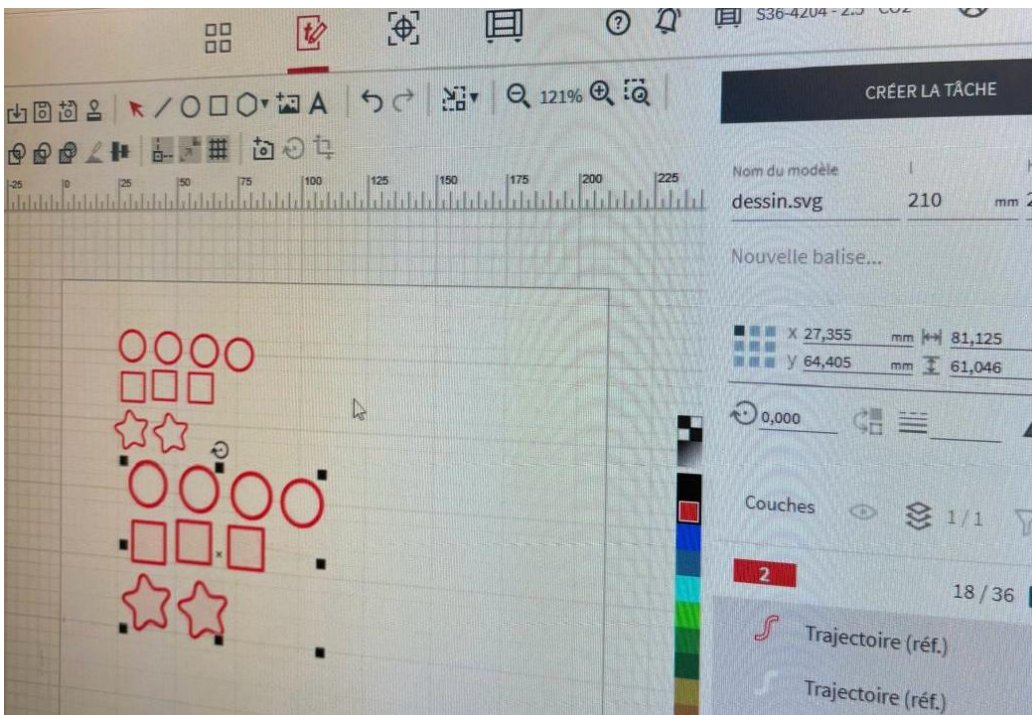 S36-4204 - 2.5" CO2
A
121%
CRÉER LA TÂCHE
-25 0 25 50 75 100 125 150 175 200 225
Nom du modèle
dessin.svg 210 mm
Nouvelle balise...
X 27,355 mm 81,125
y 64,405 mm 61,046
0,000
Couches 1 / 1
2 18 / 36
Trajectoire (réf.)
Trajectoire (réf.)